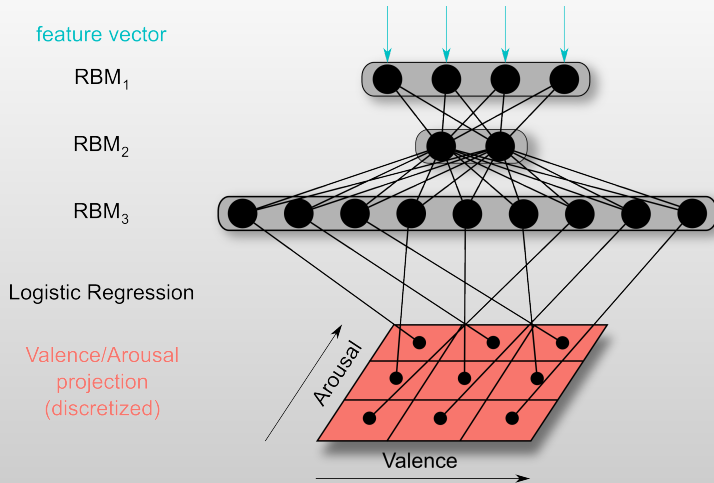 feature vector
RBM₁
RBM₂
RBM₃
Logistic Regression
Valence/Arousal
projection
(discretized)
Arousal
Valence